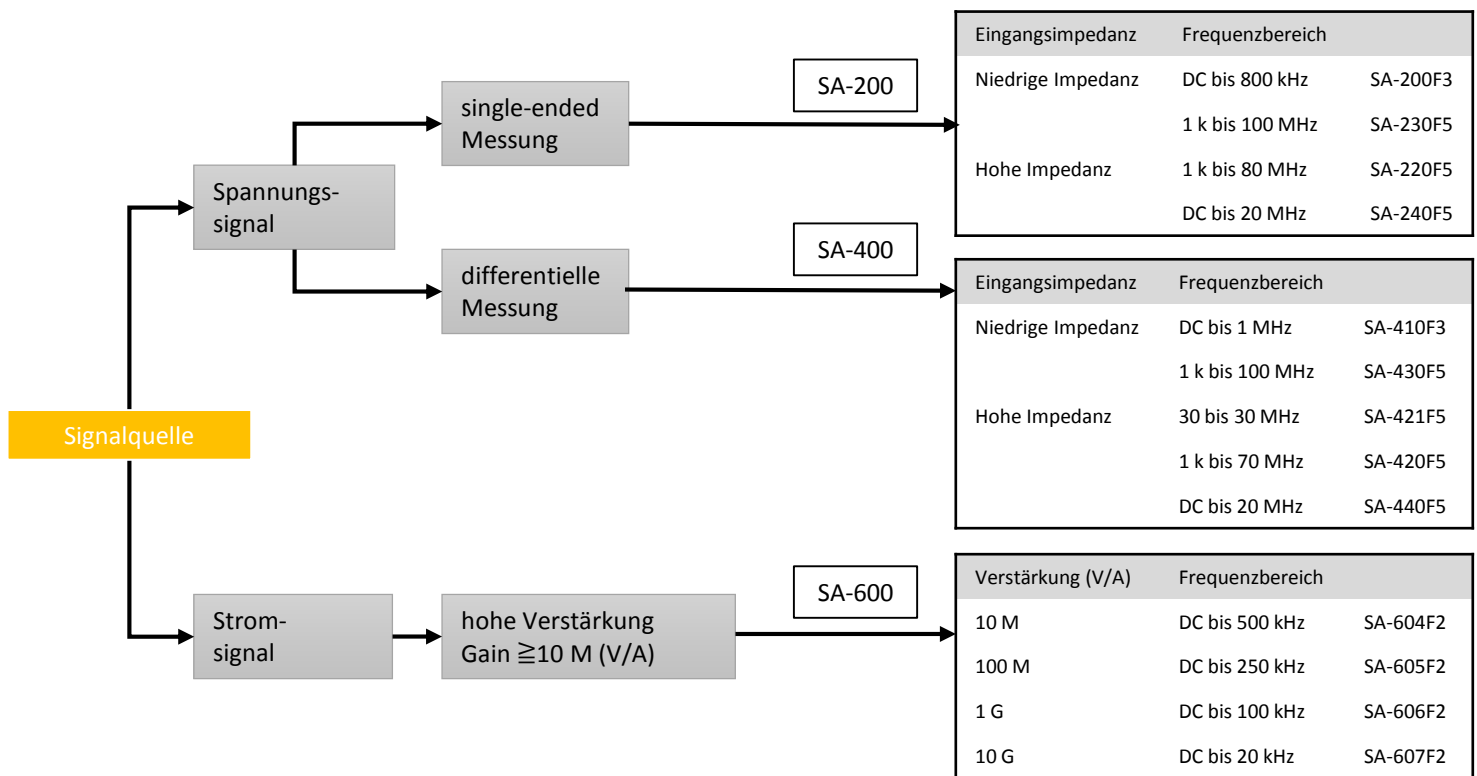 Signalquelle
Spannungs-
signal
single-ended
Messung
SA-200
Eingangsimpedanz Frequenzbereich
Niedrige Impedanz DC bis 800 kHz SA-200F3
1 k bis 100 MHz SA-230F5
Hohe Impedanz 1 k bis 80 MHz SA-220F5
DC bis 20 MHz SA-240F5
differentielle
Messung
SA-400
Eingangsimpedanz Frequenzbereich
Niedrige Impedanz DC bis 1 MHz SA-410F3
1 k bis 100 MHz SA-430F5
Hohe Impedanz 30 bis 30 MHz SA-421F5
1 k bis 70 MHz SA-420F5
DC bis 20 MHz SA-440F5
Strom-
signal
hohe Verstärkung
Gain ≧10 M (V/A)
SA-600
Verstärkung (V/A) Frequenzbereich
10 M DC bis 500 kHz SA-604F2
100 M DC bis 250 kHz SA-605F2
1 G DC bis 100 kHz SA-606F2
10 G DC bis 20 kHz SA-607F2